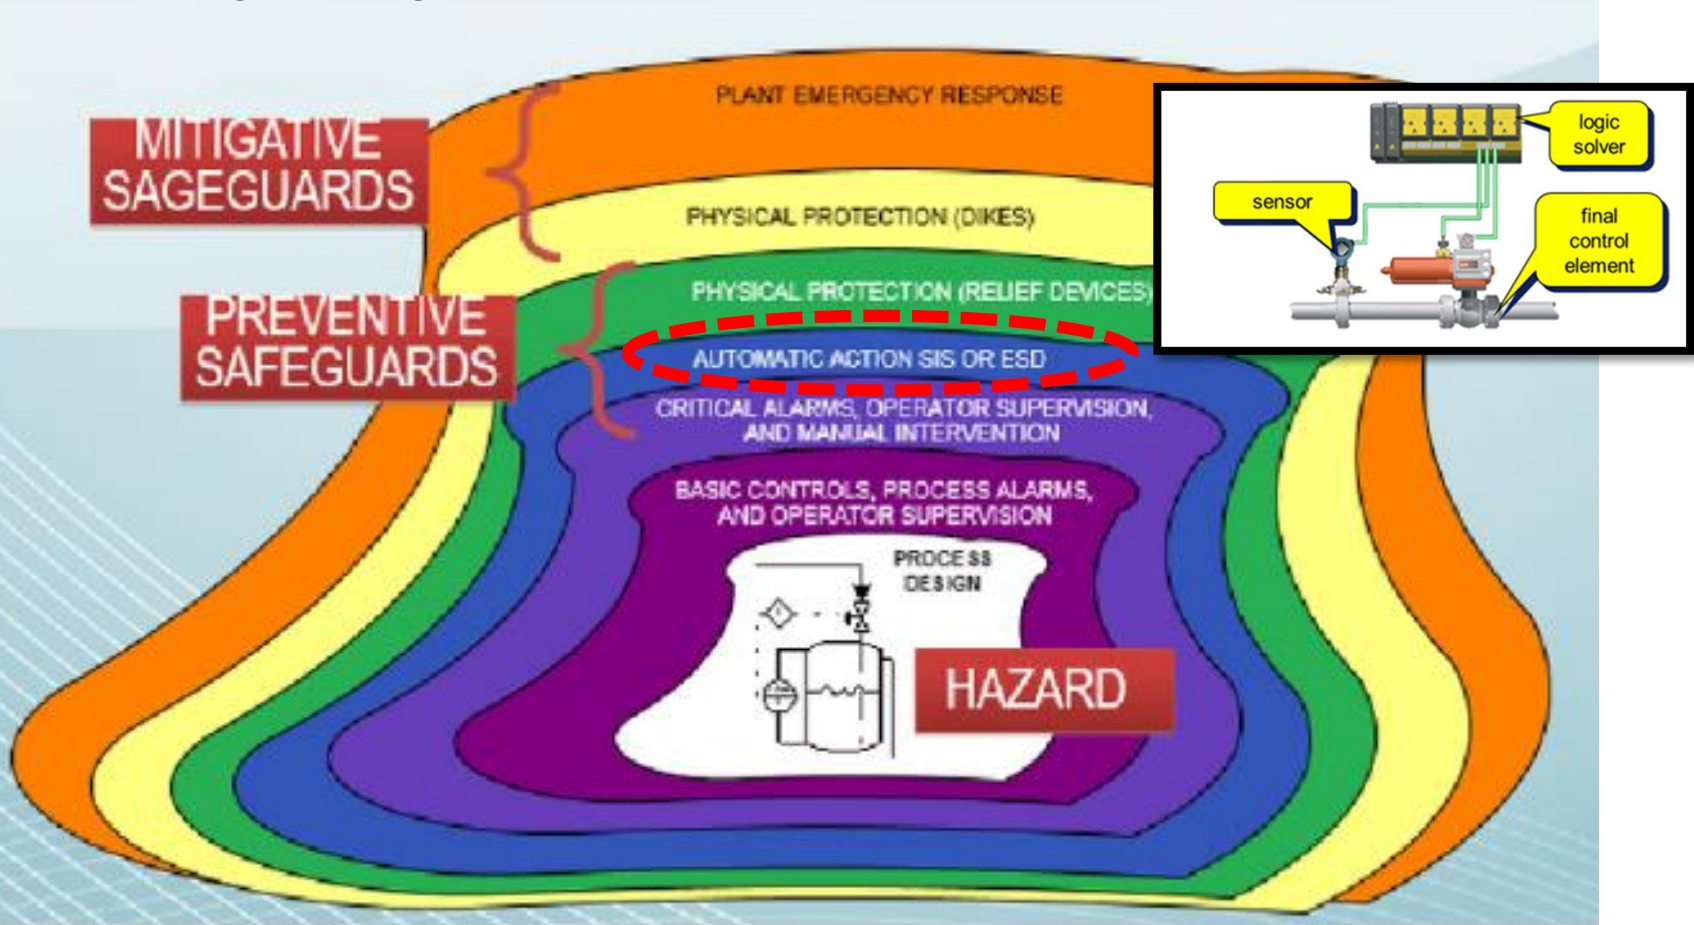 PLANT EMERGENCY RESPONSE
MITIGATIVE
SAGEGUARDS
PHYSICAL PROTECTION (DIKES)
PREVENTIVE
SAFEGUARDS
PHYSICAL PROTECTION (RELIEF DEVICES)
AUTOMATIC ACTION SIS OR ESD
CRITICAL ALARMS, OPERATOR SUPERVISION,
AND MANUAL INTERVENTION
BASIC CONTROLS, PROCESS ALARMS,
AND OPERATOR SUPERVISION
PROCESS
DESIGN
HAZARD
logic
solver
sensor
final
control
element